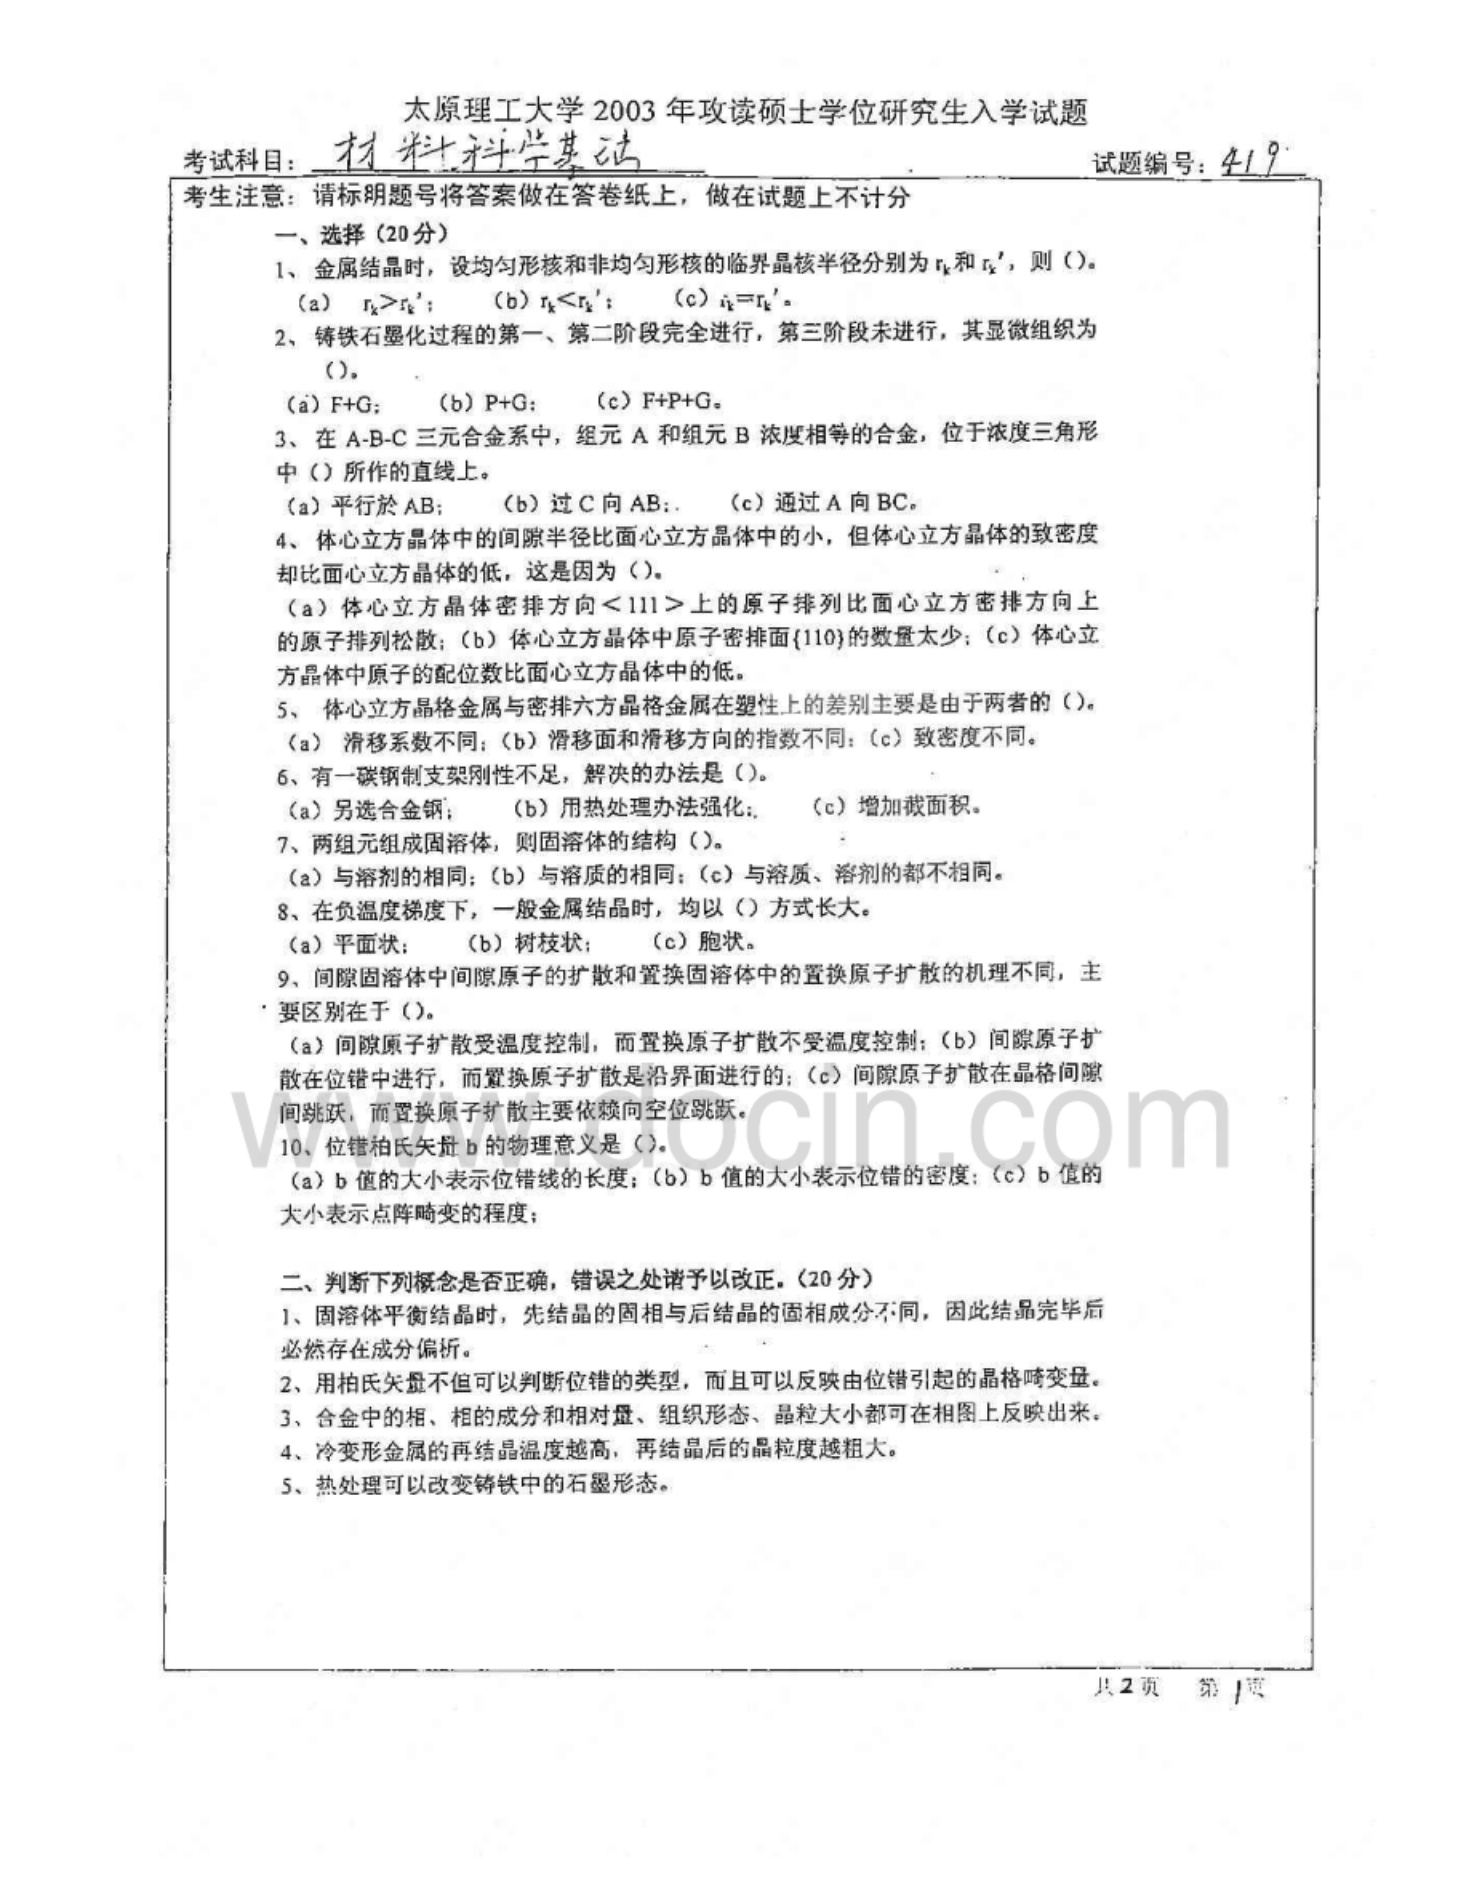 太原理工大学 2003 年攻读硕士学位研究生入学试题
考试科目: 材料科学基础
试题编号: 419
考生注意: 请标明题号将答案做在答卷纸上，做在试题上不计分
一、选择（20 分）
1、 金属结晶时，设均匀形核和非均匀形核的临界晶核半径分别为 rk和 rk′，则（）。
（a） rk>rk′； （b）rk<rk′； （c）rk=rk′。
2、 铸铁石墨化过程的第一、第二阶段完全进行，第三阶段未进行，其显微组织为
（）。
（a）F+G； （b）P+G； （c）F+P+G。
3、 在 A-B-C 三元合金系中，组元 A 和组元 B 浓度相等的合金，位于浓度三角形
中（）所作的直线上。
（a）平行於 AB； （b）过 C 向 AB； （c）通过 A 向 BC。
4、 体心立方晶体中的间隙半径比面心立方晶体中的小，但体心立方晶体的致密度
却比面心立方晶体的低，这是因为（）。
（a）体心立方晶体密排方向＜111＞上的原子排列比面心立方密排方向上
的原子排列松散；（b）体心立方晶体中原子密排面{110}的数量太少；（c）体心立
方晶体中原子的配位数比面心立方晶体中的低。
5、 体心立方晶格金属与密排六方晶格金属在塑性上的差别主要是由于两者的（）。
（a） 滑移系数不同；（b）滑移面和滑移方向的指数不同；（c）致密度不同。
6、有一碳钢制支架刚性不足，解决的办法是（）。
（a）另选合金钢； （b）用热处理办法强化； （c）增加截面积。
7、两组元组成固溶体，则固溶体的结构（）。
（a）与溶剂的相同；（b）与溶质的相同；（c）与溶质、溶剂的都不相同。
8、在负温度梯度下，一般金属结晶时，均以（）方式长大。
（a）平面状； （b）树枝状； （c）胞状。
9、间隙固溶体中间隙原子的扩散和置换固溶体中的置换原子扩散的机理不同，主
要区别在于（）。
（a）间隙原子扩散受温度控制，而置换原子扩散不受温度控制；（b）间隙原子扩
散在位错中进行，而置换原子扩散是沿界面进行的；（c）间隙原子扩散在晶格间隙
间跳跃，而置换原子扩散主要依赖向空位跳跃。
www.docin.com
10、位错柏氏矢量 b 的物理意义是（）。
（a）b 值的大小表示位错线的长度；（b）b 值的大小表示位错的密度；（c）b 值的
大小表示点阵畸变的程度；
二、判断下列概念是否正确，错误之处请予以改正。（20 分）
1、固溶体平衡结晶时，先结晶的固相与后结晶的固相成分不同，因此结晶完毕后
必然存在成分偏析。
2、用柏氏矢量不但可以判断位错的类型，而且可以反映由位错引起的晶格畸变量。
3、合金中的相、相的成分和相对量、组织形态、晶粒大小都可在相图上反映出来。
4、冷变形金属的再结晶温度越高，再结晶后的晶粒度越粗大。
5、热处理可以改变铸铁中的石墨形态。
共 2 页 第 1 页